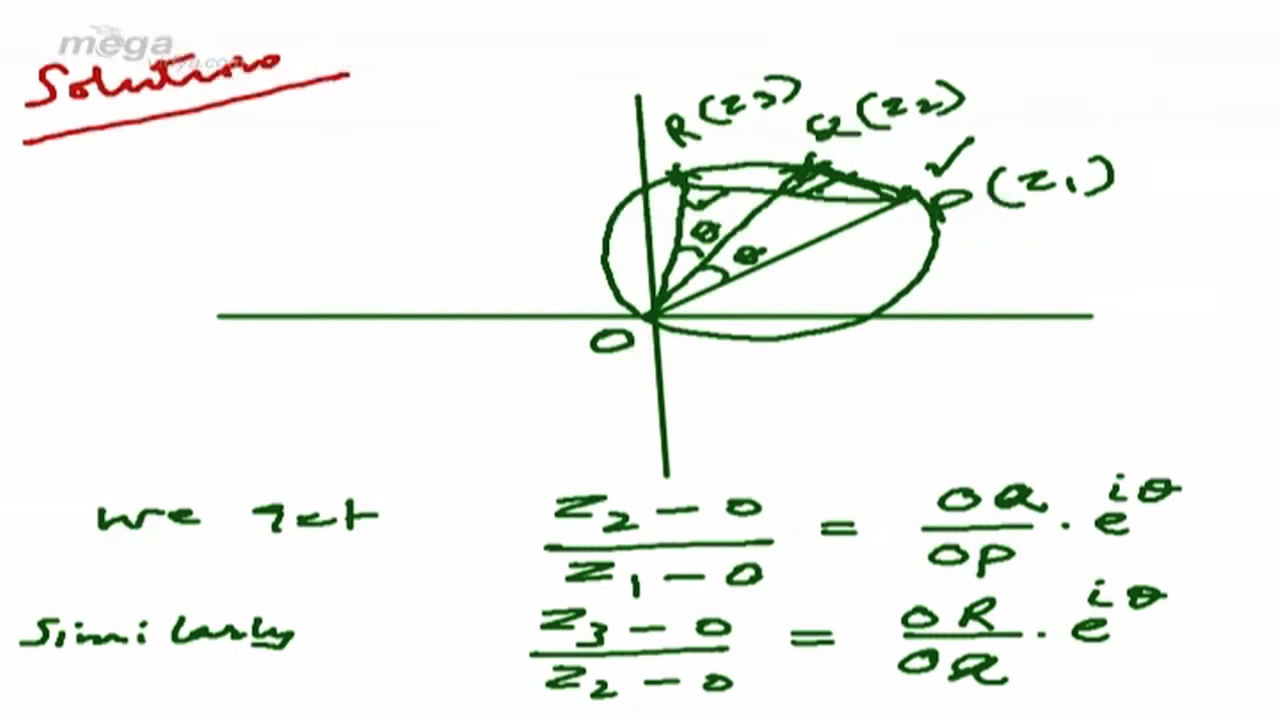 mega
Solution
R(z3) Q(z2)
P(z1)
θ
θ
O
we get z2 - 0 / z1 - 0 = OQ / OP · e^iθ
Similarly z3 - 0 / z2 - 0 = OR / OQ · e^iθ